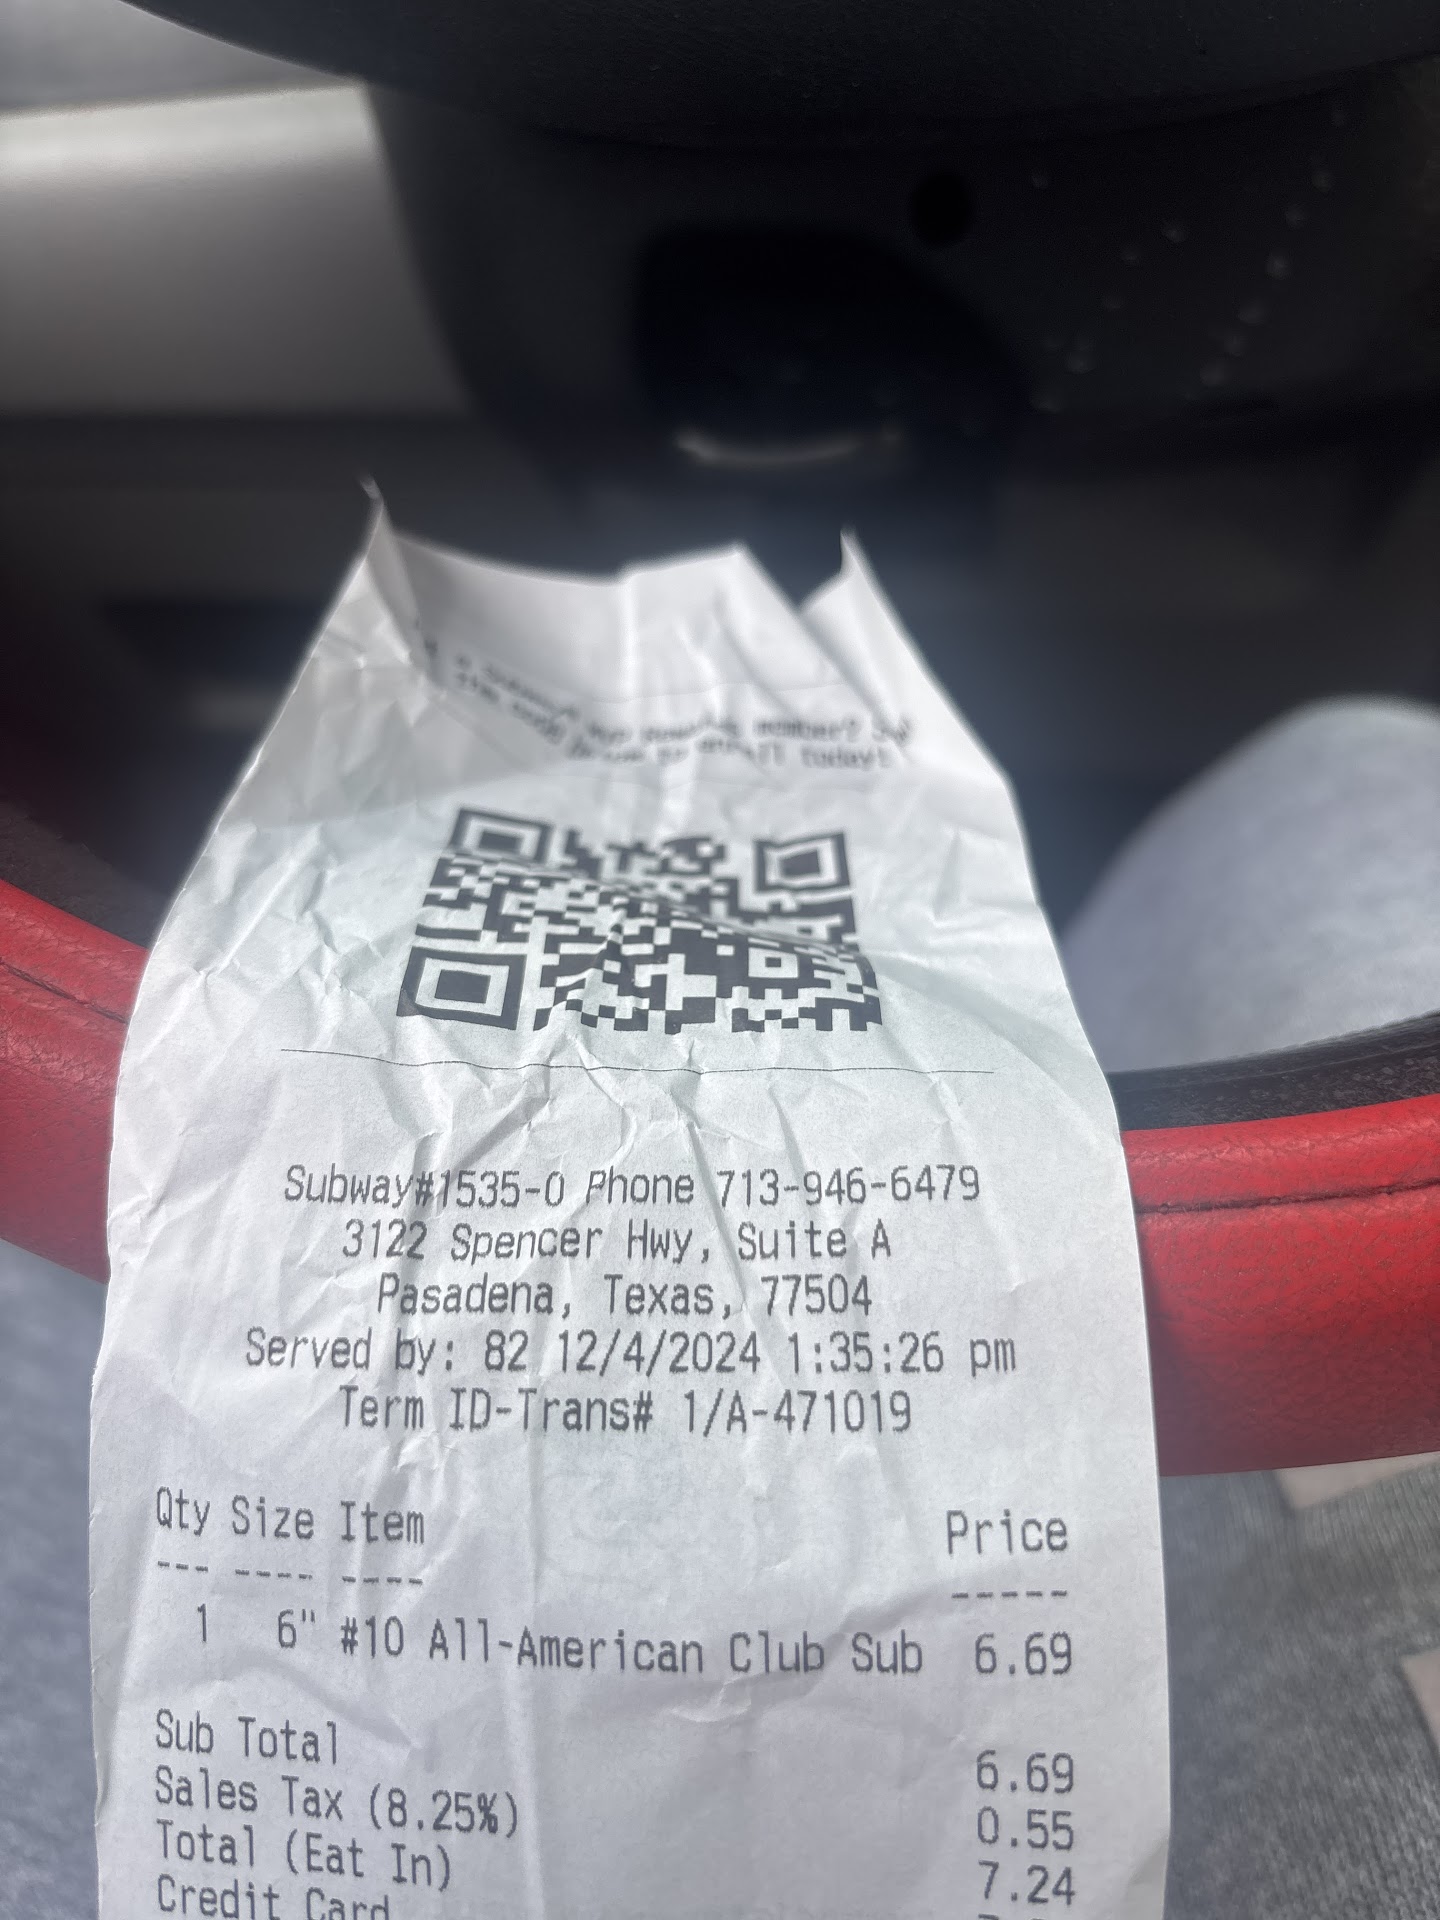 member?
today!
Subway#1535-0 Phone 713-946-6479
3122 Spencer Hwy, Suite A
Pasadena, Texas, 77504
Served by: 82 12/4/2024 1:35:26 pm
Term ID-Trans# 1/A-471019
Qty Size Item Price
--- ---- ---- -----
1 6" #10 All-American Club Sub 6.69
Sub Total 6.69
Sales Tax (8.25%) 0.55
Total (Eat In) 7.24
Credit Card